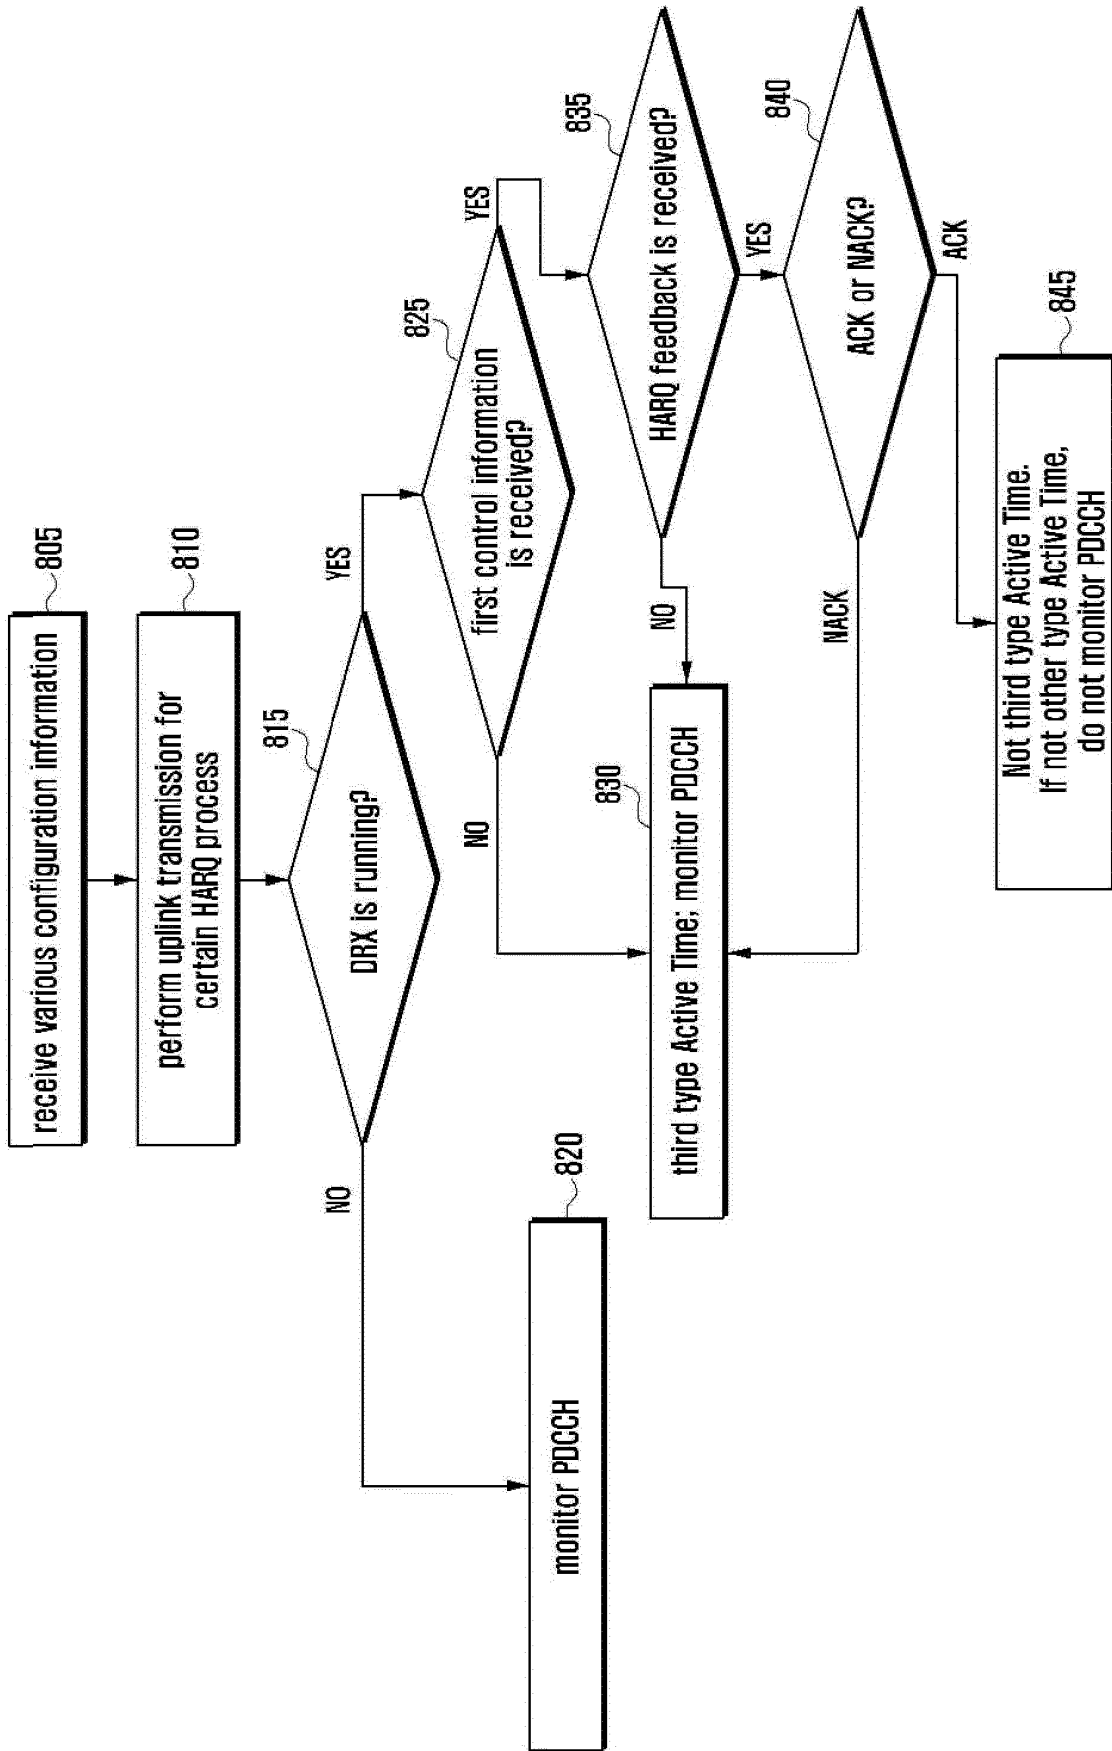 receive various configuration information
805
perform uplink transmission for
certain HARQ process
810
DRX is running?
815
NO
YES
monitor PDCCH
820
first control information
is received?
825
NO
YES
third type Active Time; monitor PDCCH
830
HARQ feedback is received?
835
NO
YES
ACK or NACK?
840
NACK
ACK
Not third type Active Time.
If not other type Active Time,
do not monitor PDCCH
845